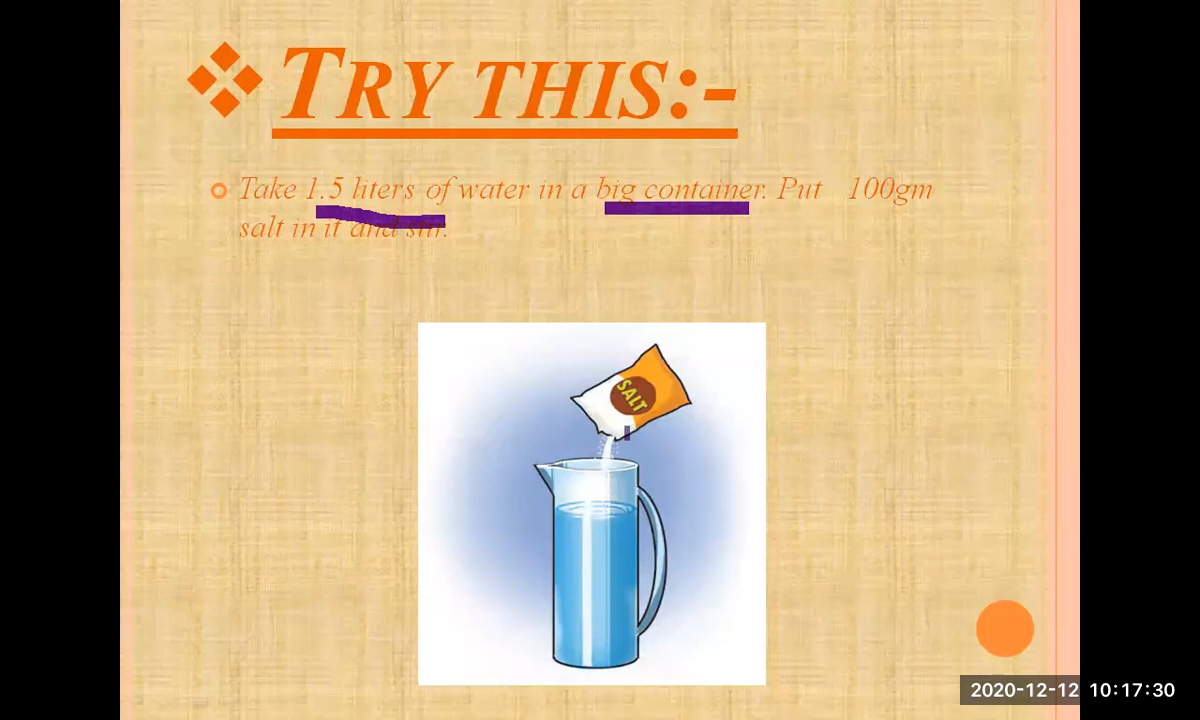 TRY THIS:-
Take 1.5 liters of water in a big container. Put 100gm
salt in it and stir.
SALT
2020-12-12 10:17:30